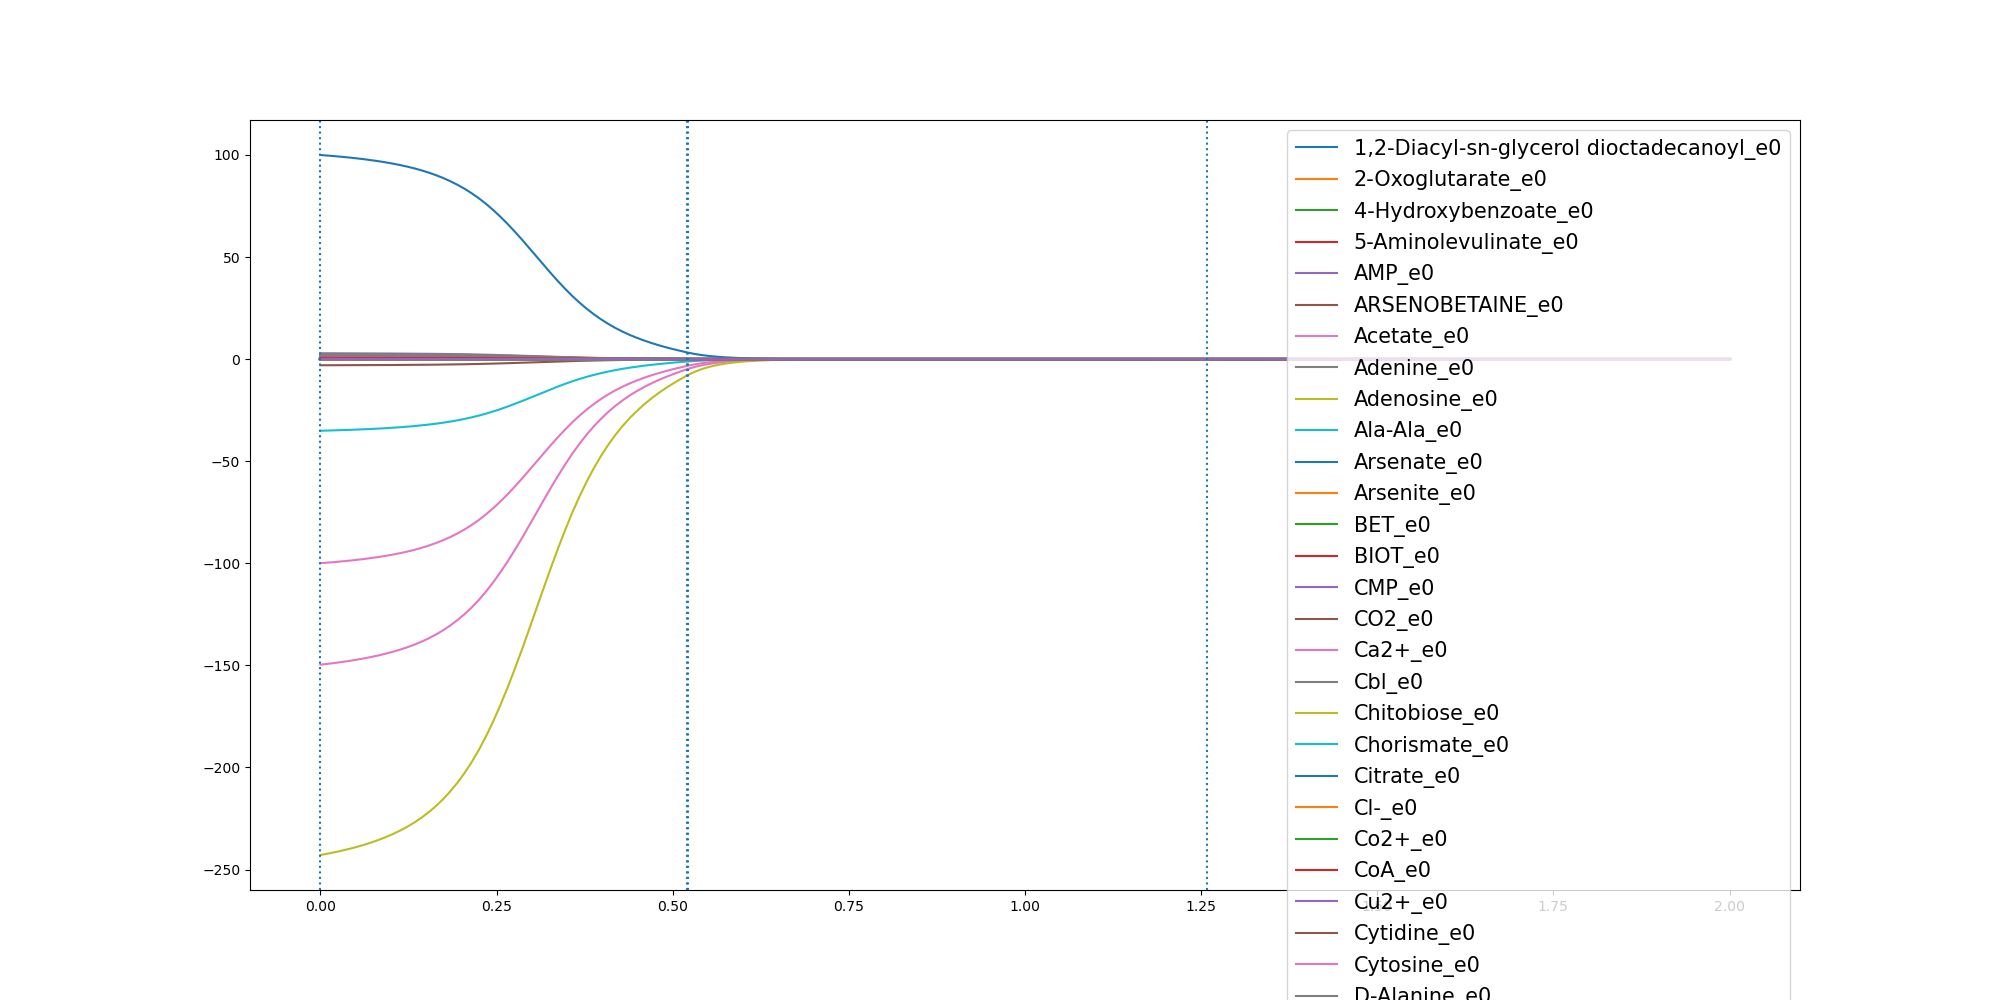 100
50
0
−50
−100
−150
−200
−250
0.00 0.25 0.50 0.75 1.00 1.25 1.75 2.00
1,2-Diacyl-sn-glycerol dioctadecanoyl_e0
2-Oxoglutarate_e0
4-Hydroxybenzoate_e0
5-Aminolevulinate_e0
AMP_e0
ARSENOBETAINE_e0
Acetate_e0
Adenine_e0
Adenosine_e0
Ala-Ala_e0
Arsenate_e0
Arsenite_e0
BET_e0
BIOT_e0
CMP_e0
CO2_e0
Ca2+_e0
Cbl_e0
Chitobiose_e0
Chorismate_e0
Citrate_e0
Cl-_e0
Co2+_e0
CoA_e0
Cu2+_e0
Cytidine_e0
Cytosine_e0
D-Alanine_e0